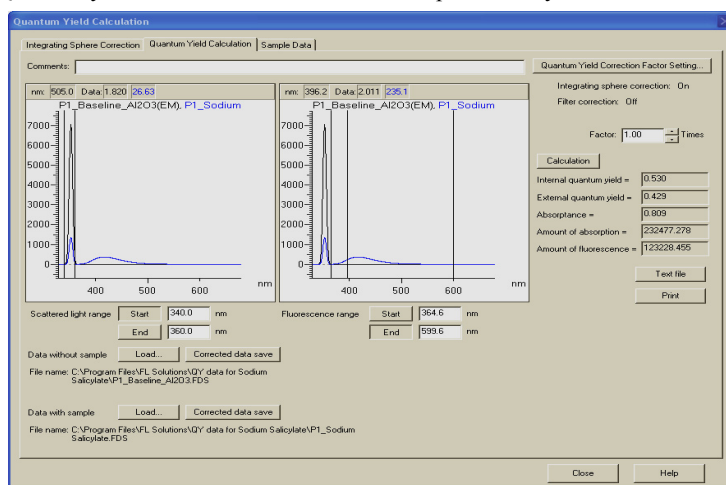 Quantum Yield Calculation
Integrating Sphere Correction Quantum Yield Calculation Sample Data
Comments:
Quantum Yield Correction Factor Setting...
nm: 505.0 Data: 1.820 26.63
nm: 396.2 Data: 2.011 235.1
Integrating sphere correction: On
Filter correction: Off
P1_Baseline_Al2O3(EM), P1_Sodium
P1_Baseline_Al2O3(EM), P1_Sodium
7000
6000
5000
4000
3000
2000
1000
0
400 500 600 nm
7000
6000
5000
4000
3000
2000
1000
0
400 500 600 nm
Factor: 1.00 Times
Calculation
Internal quantum yield = 0.530
External quantum yield = 0.429
Absorptance = 0.809
Amount of absorption = 232477.278
Amount of fluorescence = 123228.455
Text file
Print
Scattered light range Start 340.0 nm
End 360.0 nm
Fluorescence range Start 364.6 nm
End 599.6 nm
Data without sample Load... Corrected data save
File name: C:\Program Files\FL Solutions\QY data for Sodium
Salicylate\P1_Baseline_Al2O3.FDS
Data with sample Load... Corrected data save
File name: C:\Program Files\FL Solutions\QY data for Sodium Salicylate\P1_Sodium
Salicylate.FDS
Close Help